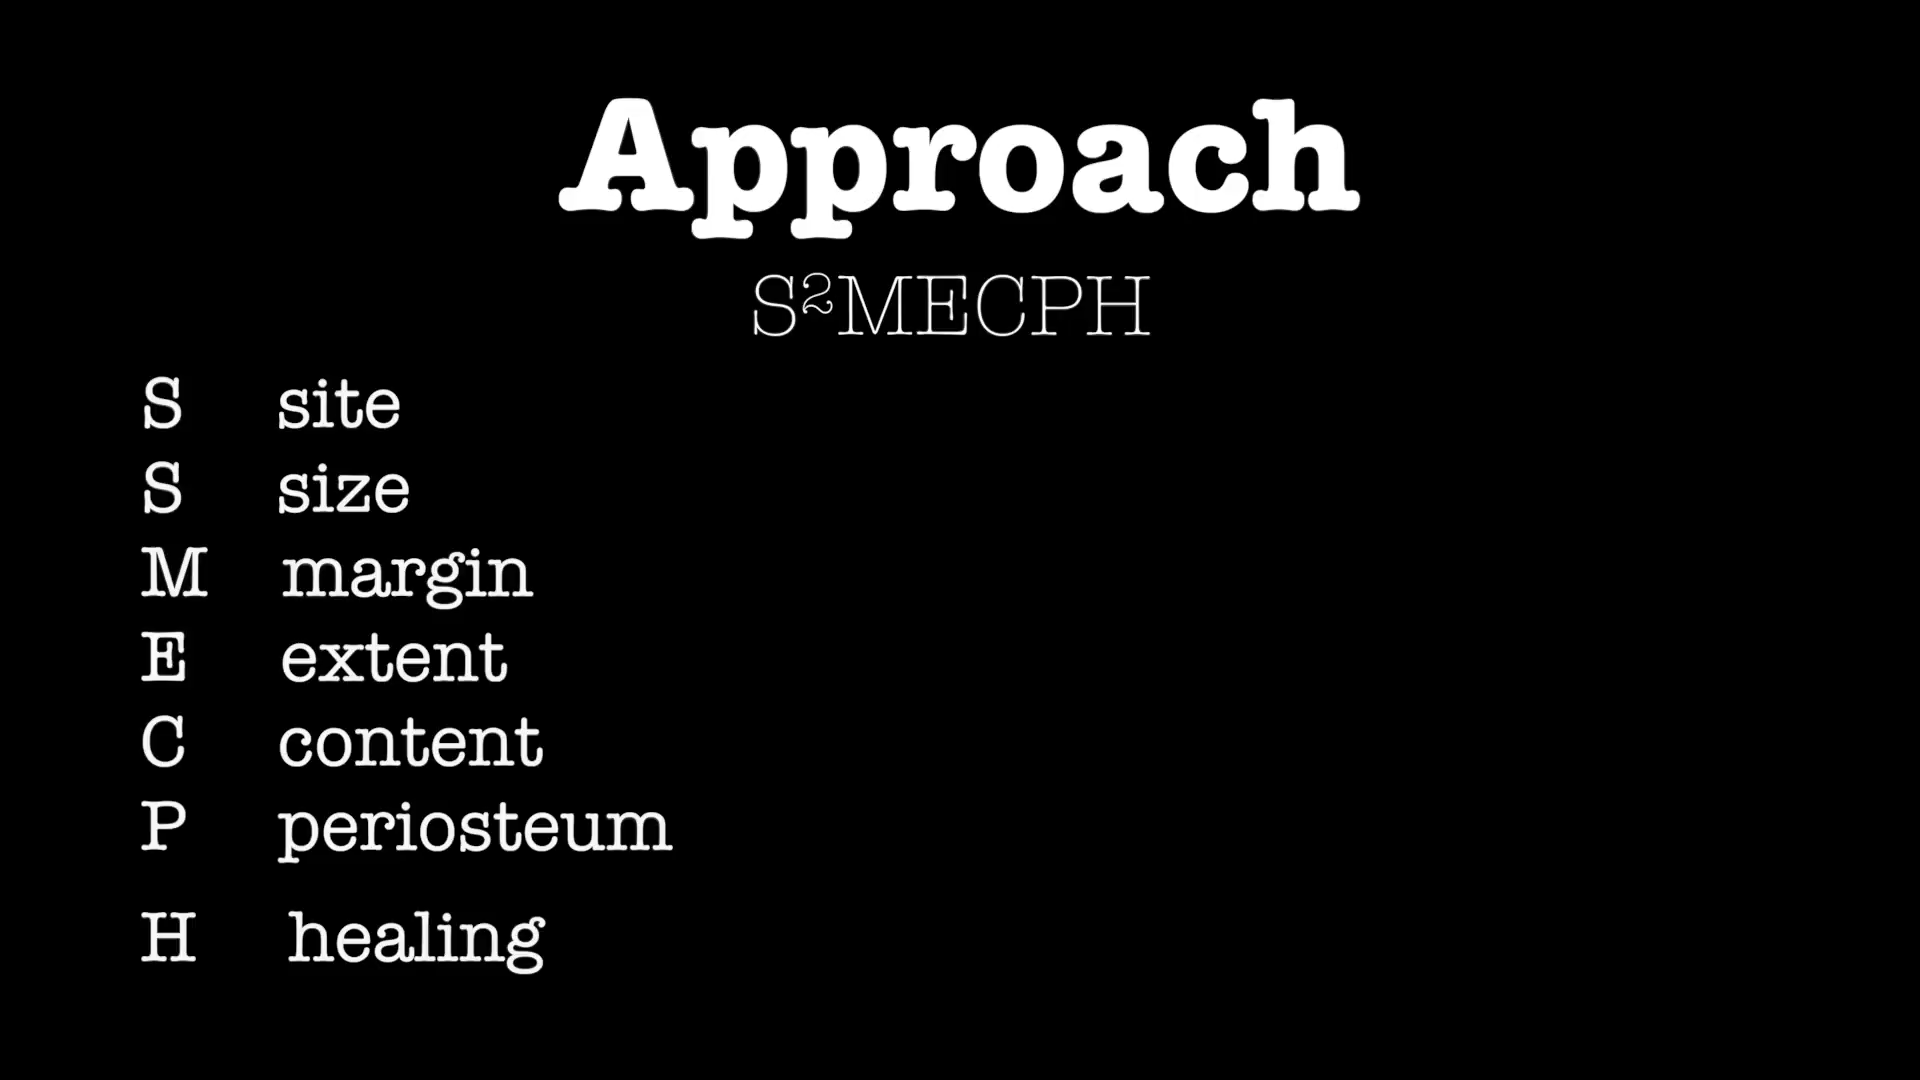 Approach
S²MECPH
S site
S size
M margin
E extent
C content
P periosteum
H healing